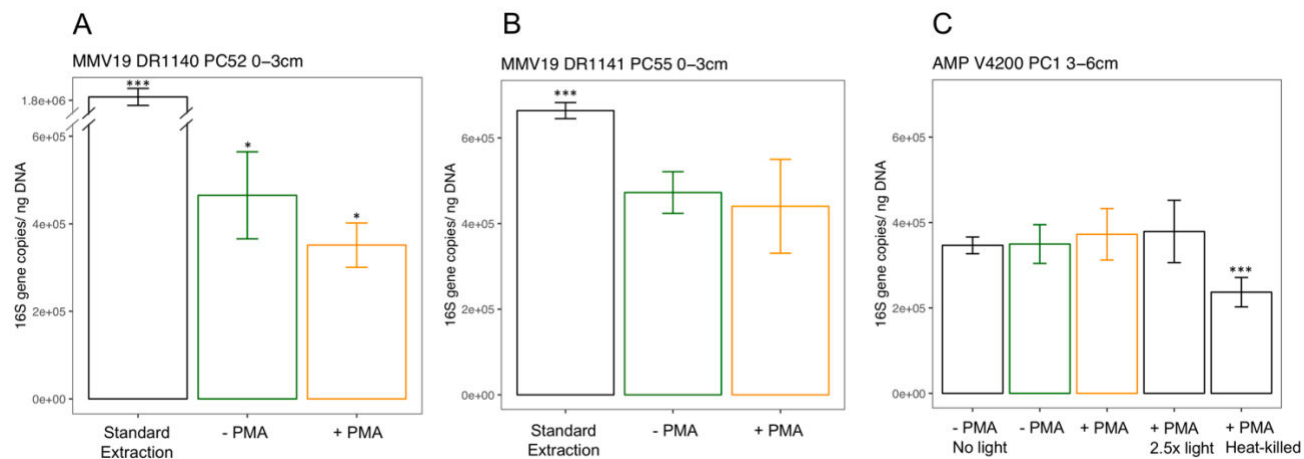 A
MMV19 DR1140 PC52 0–3cm
16S gene copies/ ng DNA
1.8e+06
6e+05
4e+05
2e+05
0e+00
***
*
*
Standard
Extraction
- PMA
+ PMA
B
MMV19 DR1141 PC55 0–3cm
16S gene copies/ ng DNA
6e+05
4e+05
2e+05
0e+00
***
Standard
Extraction
- PMA
+ PMA
C
AMP V4200 PC1 3–6cm
16S gene copies/ ng DNA
6e+05
4e+05
2e+05
0e+00
***
- PMA
No light
- PMA
+ PMA
+ PMA
2.5x light
+ PMA
Heat-killed